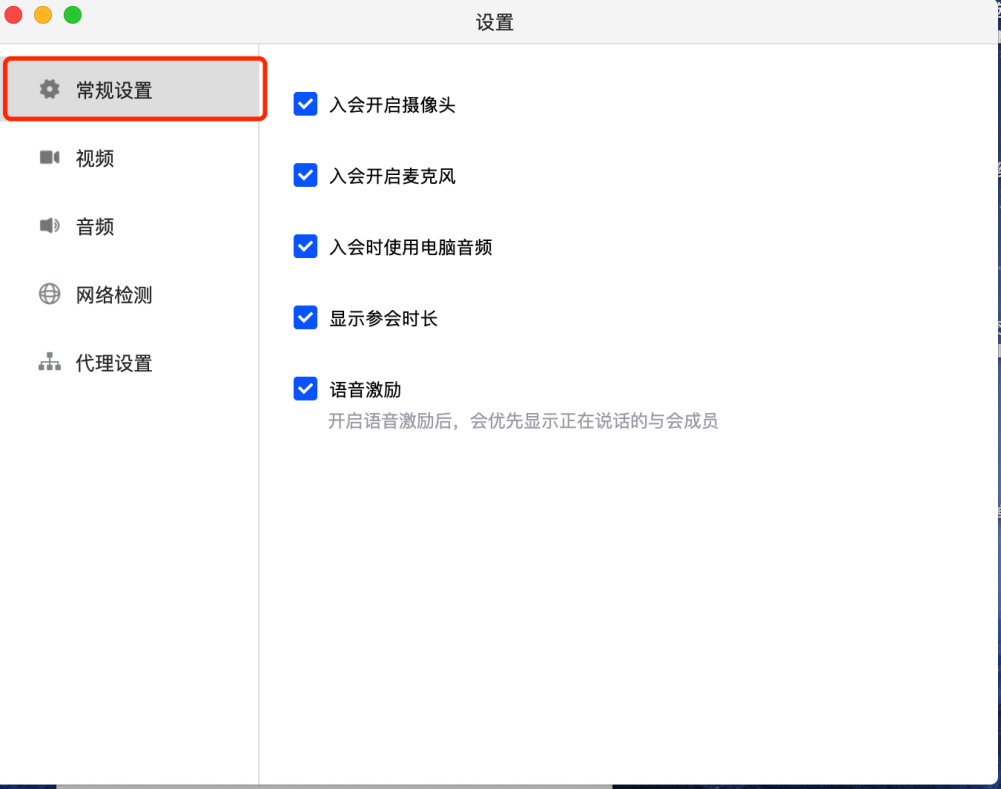 设置
常规设置
视频
音频
网络检测
代理设置
入会开启摄像头
入会开启麦克风
入会时使用电脑音频
显示参会时长
语音激励
开启语音激励后，会优先显示正在说话的与会成员